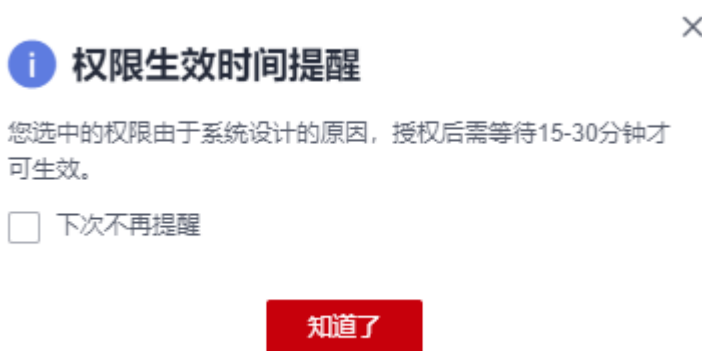 权限生效时间提醒
您选中的权限由于系统设计的原因，授权后需等待15-30分钟才
可生效。
下次不再提醒
知道了